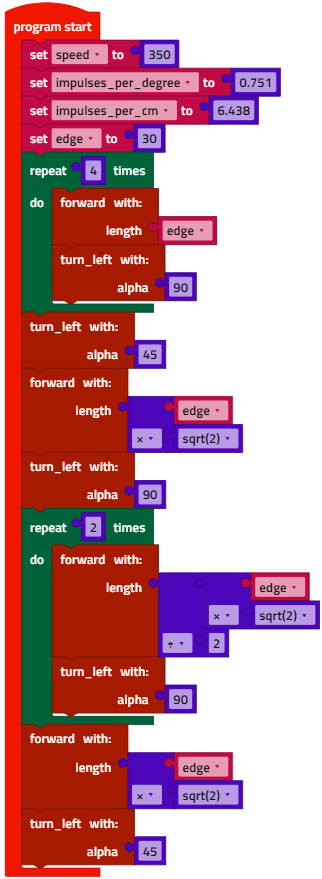 program start
set speed to 350
set impulses_per_degree to 0.751
set impulses_per_cm to 6.438
set edge to 30
repeat 4 times
do forward with:
length edge
turn_left with:
alpha 90
turn_left with:
alpha 45
forward with:
length edge
× sqrt(2)
turn_left with:
alpha 90
repeat 2 times
do forward with:
length edge
× sqrt(2)
÷ 2
turn_left with:
alpha 90
forward with:
length edge
× sqrt(2)
turn_left with:
alpha 45